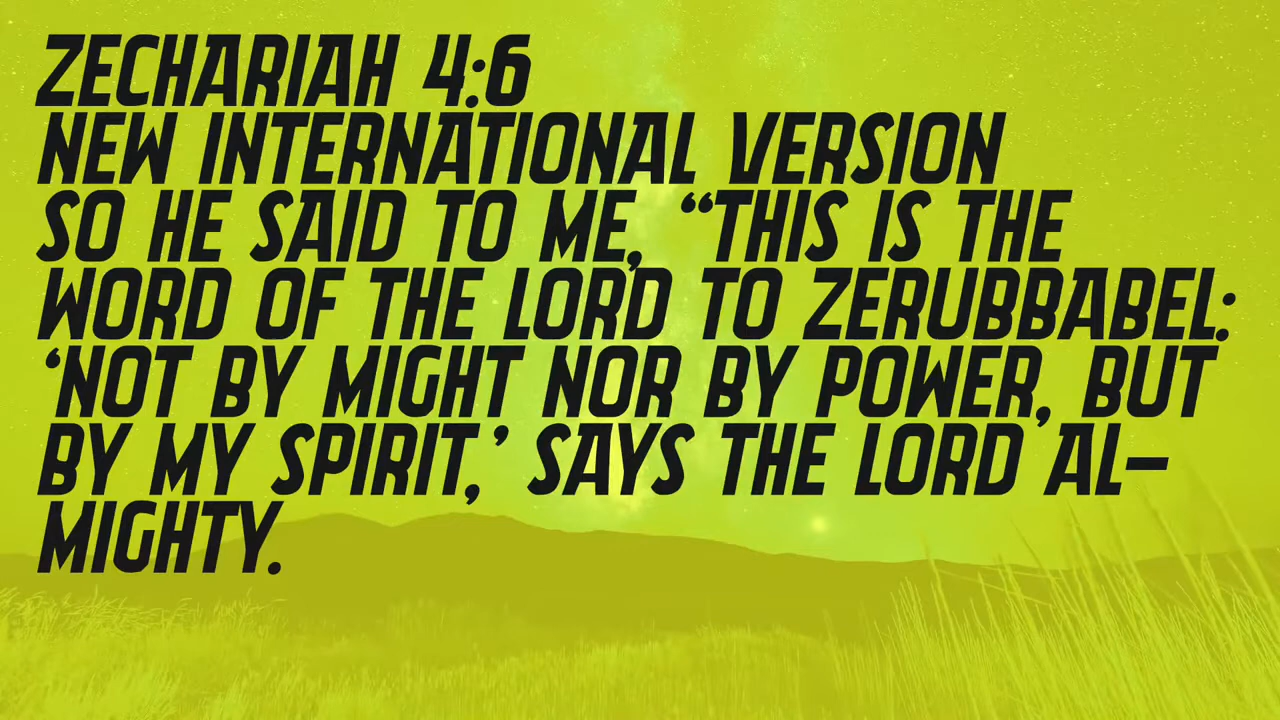 ZECHARIAH 4:6
NEW INTERNATIONAL VERSION
SO HE SAID TO ME, “THIS IS THE
WORD OF THE LORD TO ZERUBBABEL:
‘NOT BY MIGHT NOR BY POWER, BUT
BY MY SPIRIT,’ SAYS THE LORD AL–
MIGHTY.